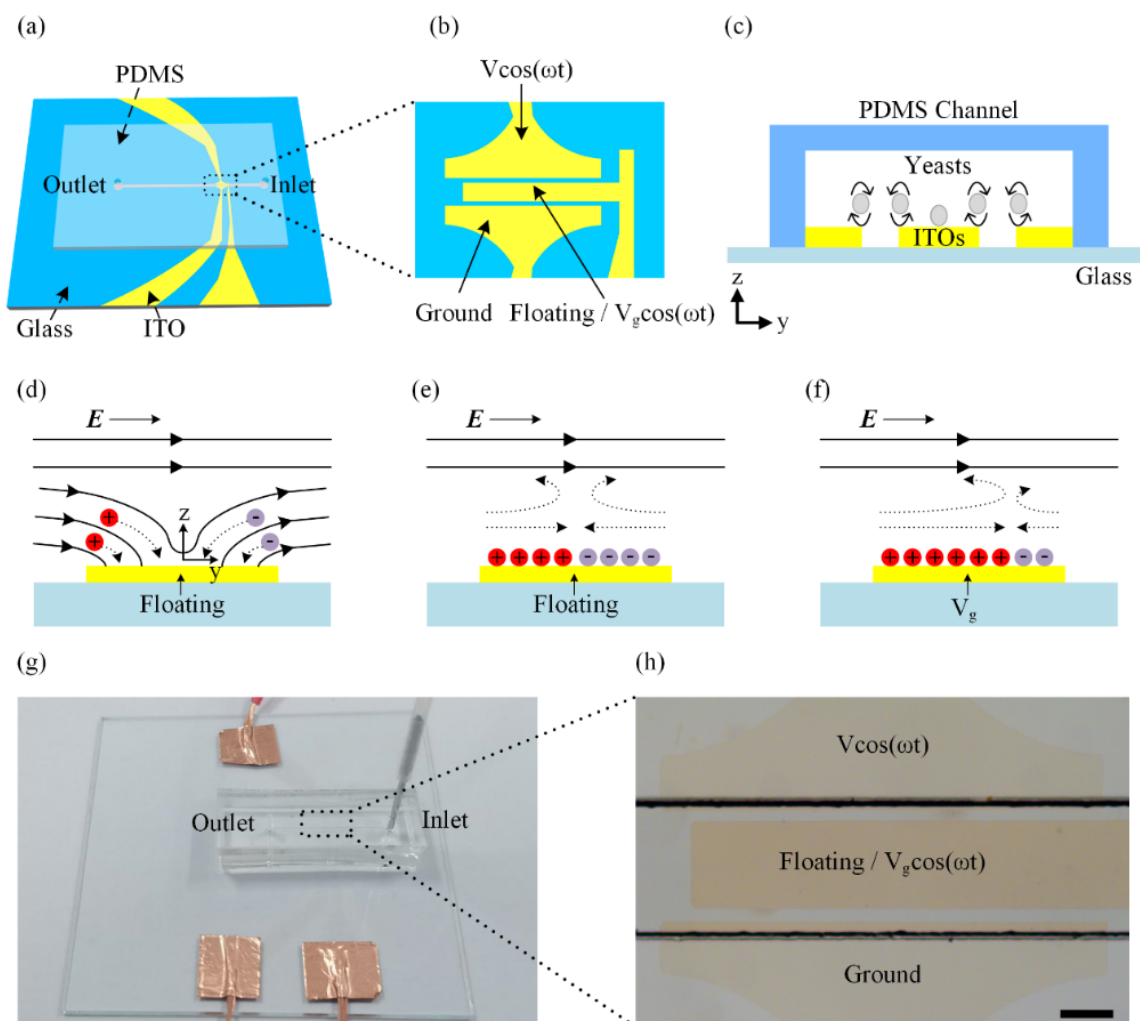 (a)
(b)
(c)
PDMS
Outlet
Inlet
Glass
ITO
Vcos(ωt)
Ground
Floating / Vgcos(ωt)
PDMS Channel
Yeasts
ITOs
Glass
z
y
(d)
(e)
(f)
E
E
E
+
+
-
-
z
y
Floating
+ + + + - - - -
Floating
+ + + + + + - -
Vg
(g)
(h)
Outlet
Inlet
Vcos(ωt)
Floating / Vgcos(ωt)
Ground